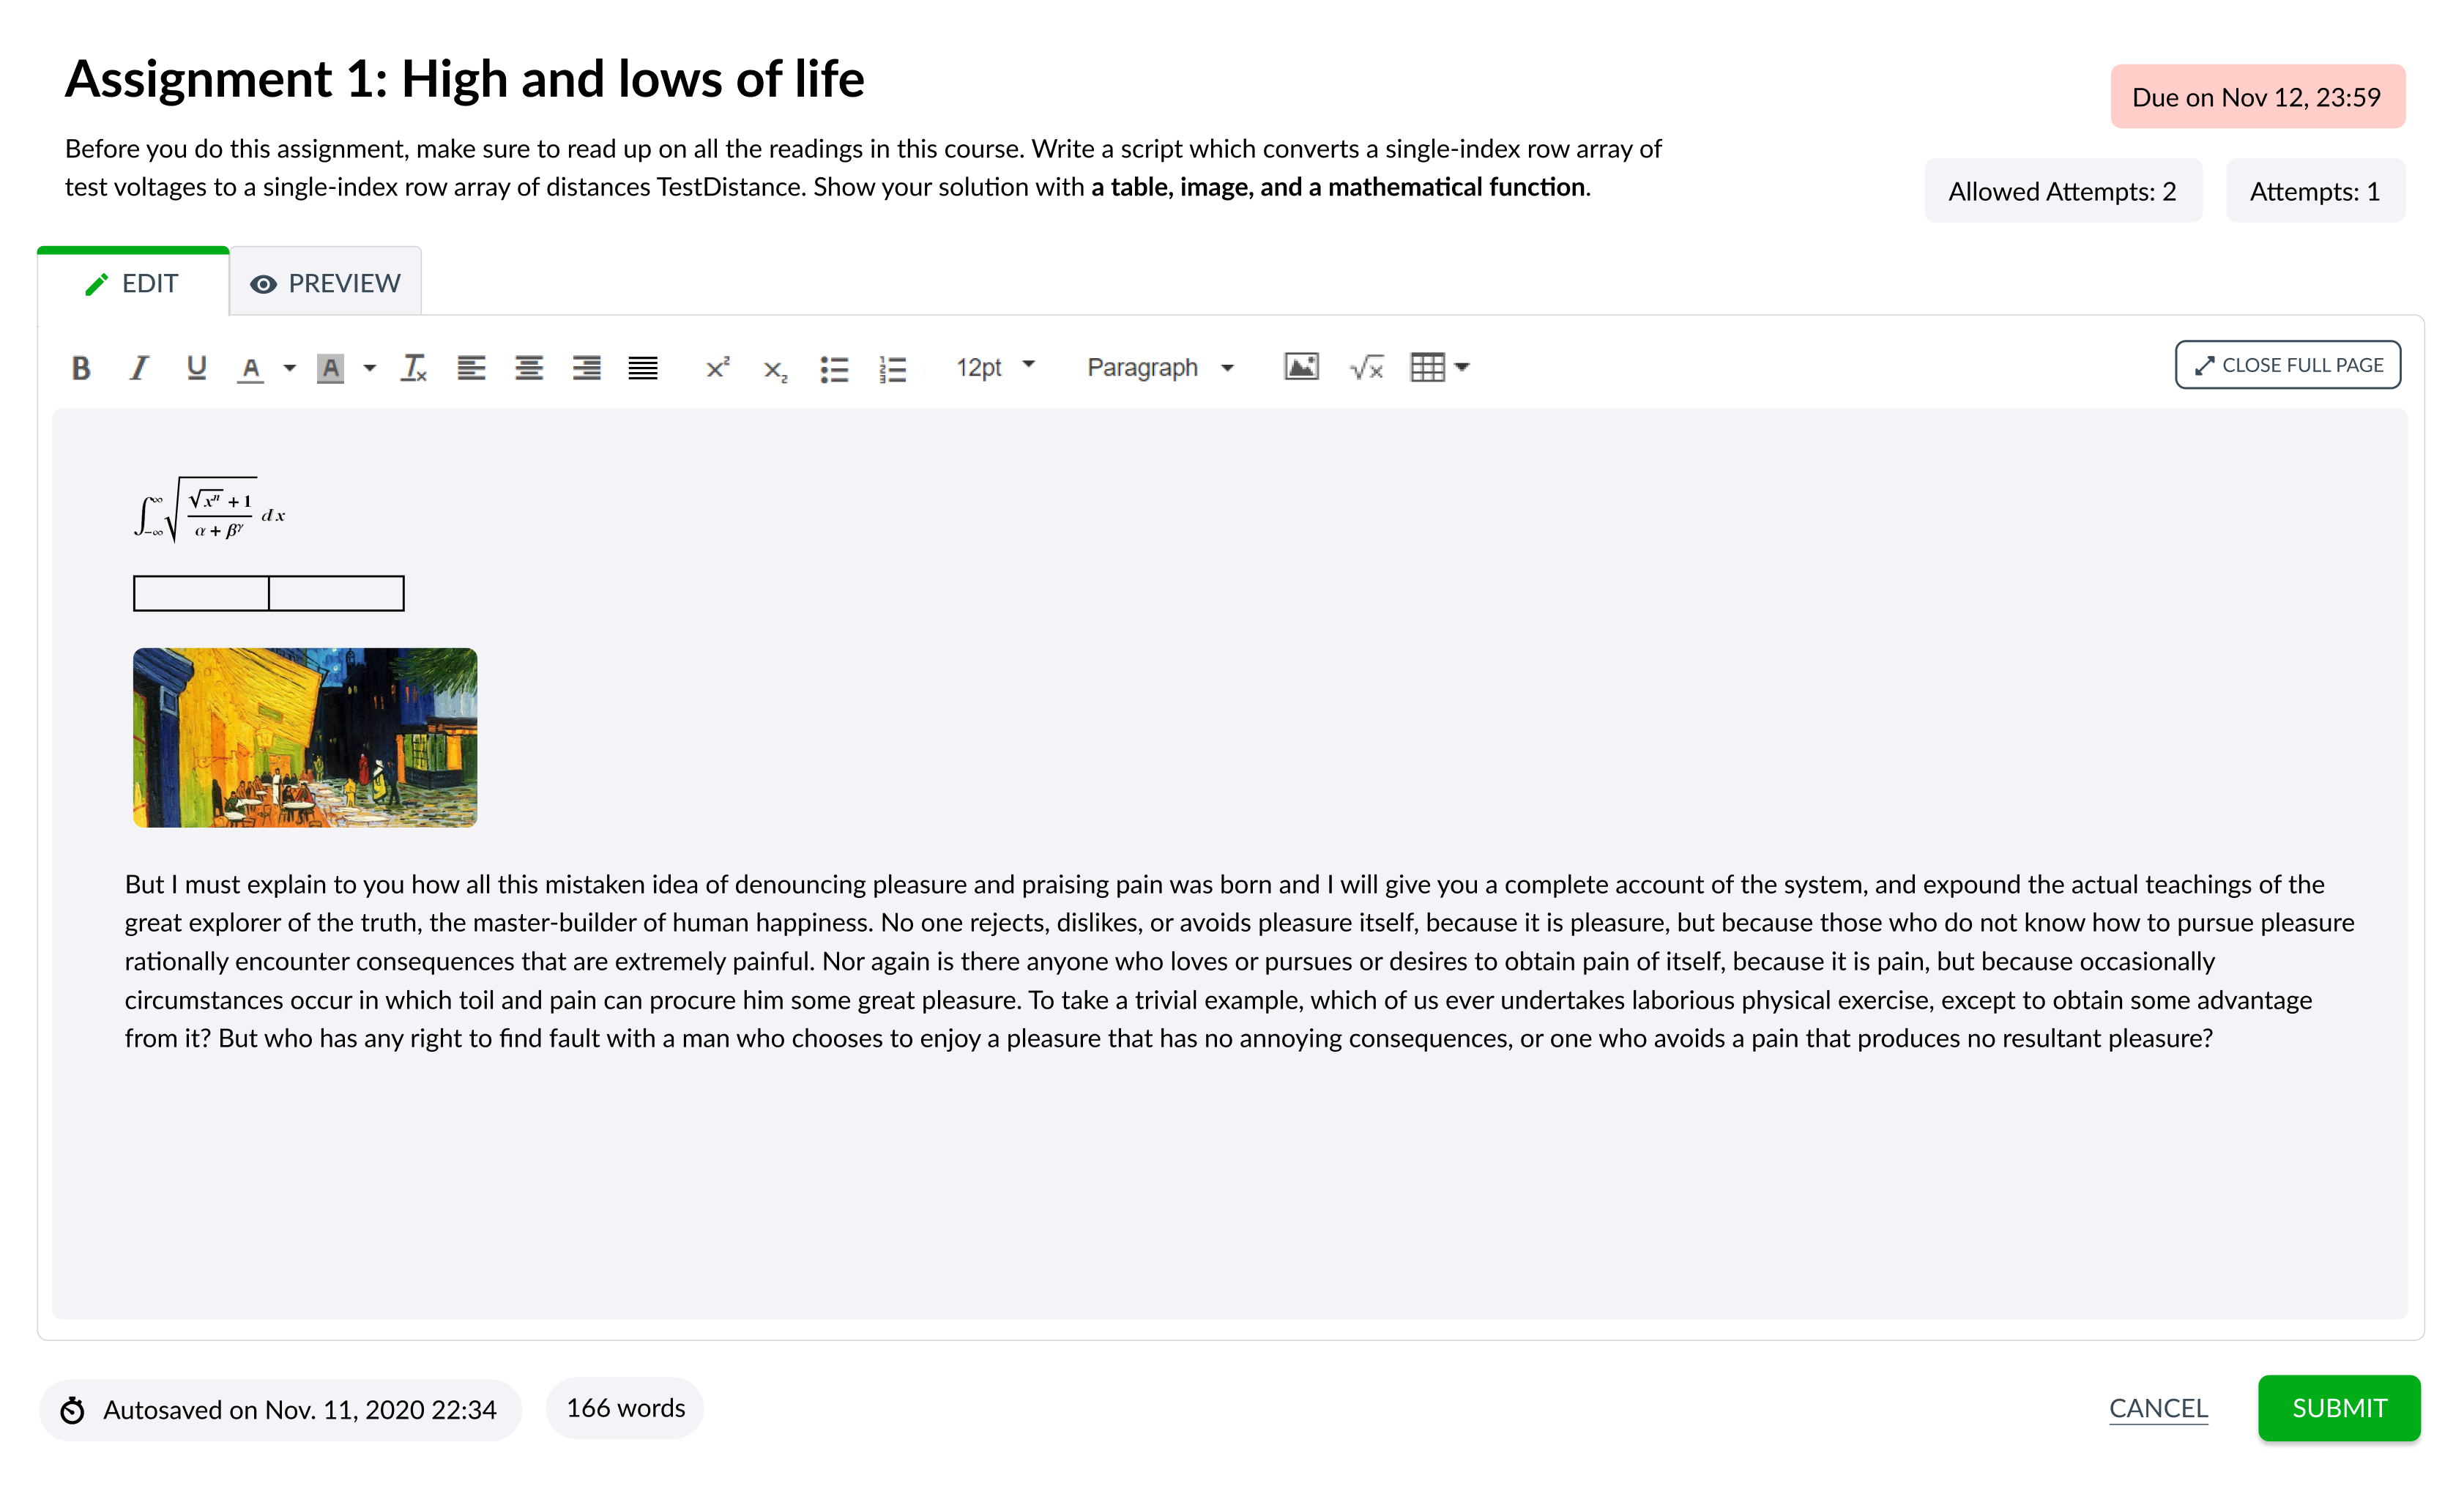 Assignment 1: High and lows of life
Due on Nov 12, 23:59
Before you do this assignment, make sure to read up on all the readings in this course. Write a script which converts a single-index row array of
test voltages to a single-index row array of distances TestDistance. Show your solution with a table, image, and a mathematical function.
Allowed Attempts: 2
Attempts: 1
EDIT
PREVIEW
B I U A A Tx x² x₂ 12pt Paragraph √x
CLOSE FULL PAGE
∫_{-∞}^{∞} √((√(xⁿ) + 1)/(α + β^γ)) dx
But I must explain to you how all this mistaken idea of denouncing pleasure and praising pain was born and I will give you a complete account of the system, and expound the actual teachings of the
great explorer of the truth, the master-builder of human happiness. No one rejects, dislikes, or avoids pleasure itself, because it is pleasure, but because those who do not know how to pursue pleasure
rationally encounter consequences that are extremely painful. Nor again is there anyone who loves or pursues or desires to obtain pain of itself, because it is pain, but because occasionally
circumstances occur in which toil and pain can procure him some great pleasure. To take a trivial example, which of us ever undertakes laborious physical exercise, except to obtain some advantage
from it? But who has any right to find fault with a man who chooses to enjoy a pleasure that has no annoying consequences, or one who avoids a pain that produces no resultant pleasure?
Autosaved on Nov. 11, 2020 22:34
166 words
CANCEL
SUBMIT